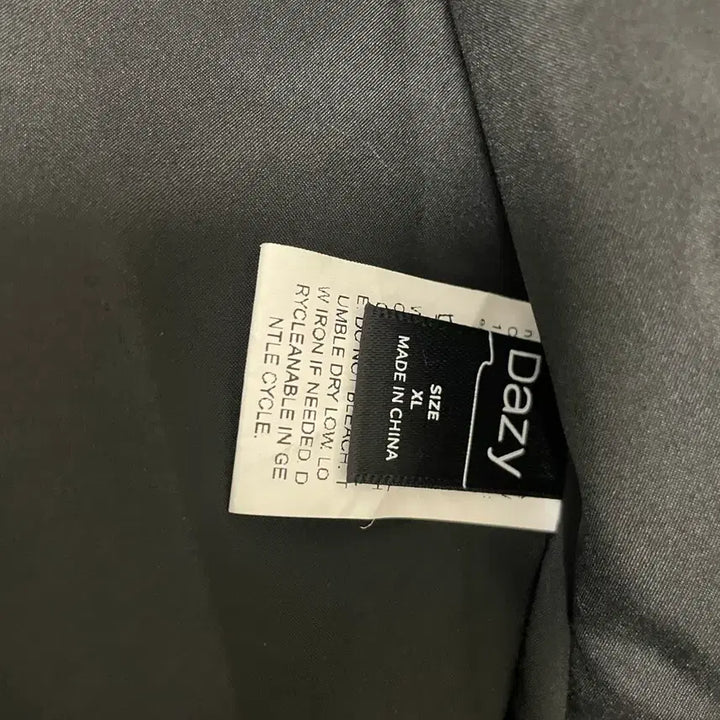 Dazy
SIZE
XL
MADE IN CHINA
E. DO NOT BLEACH. T
UMBLE DRY LOW. LO
W IRON IF NEEDED. D
RYCLEANABLE IN GE
NTLE CYCLE.